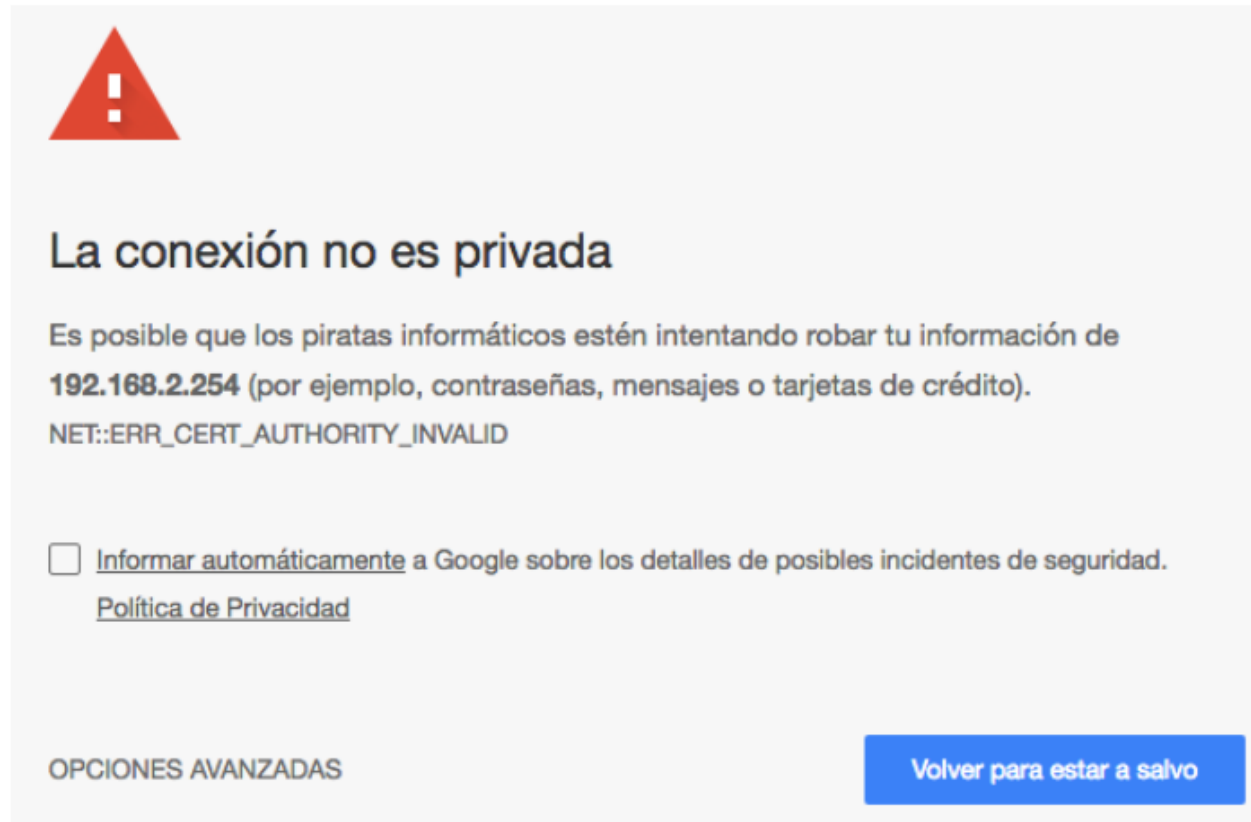 La conexión no es privada
Es posible que los piratas informáticos estén intentando robar tu información de
192.168.2.254 (por ejemplo, contraseñas, mensajes o tarjetas de crédito).
NET::ERR_CERT_AUTHORITY_INVALID
Informar automáticamente a Google sobre los detalles de posibles incidentes de seguridad.
Política de Privacidad
OPCIONES AVANZADAS
Volver para estar a salvo